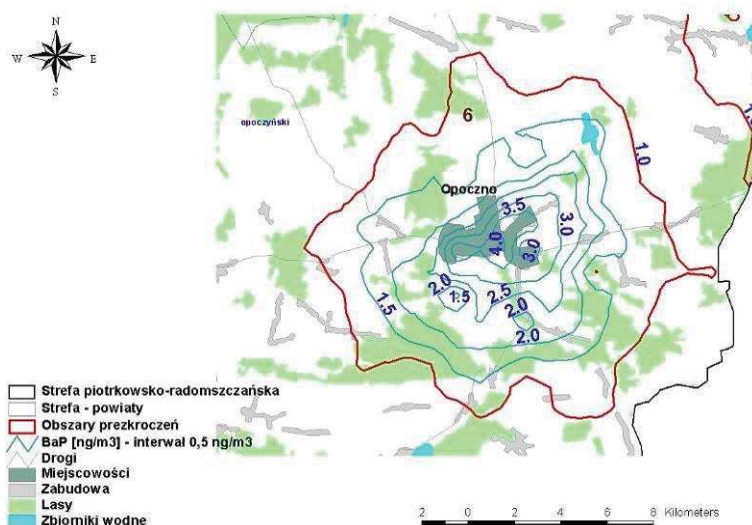 N
W E
S
6
opoczyński
1.0
Opoczno
3.5
3.0
4.0
3.0
2.0
2.5
1.5
1.5
2.0
2.0
Strefa piotrkowsko-radomszczańska
Strefa - powiaty
Obszary prezkroczeń
BaP [ng/m3] - interwał 0,5 ng/m3
Drogi
Miejscowości
Zabudowa
Lasy
Zbiorniki wodne
2 0 2 4 6 8 Kilometers